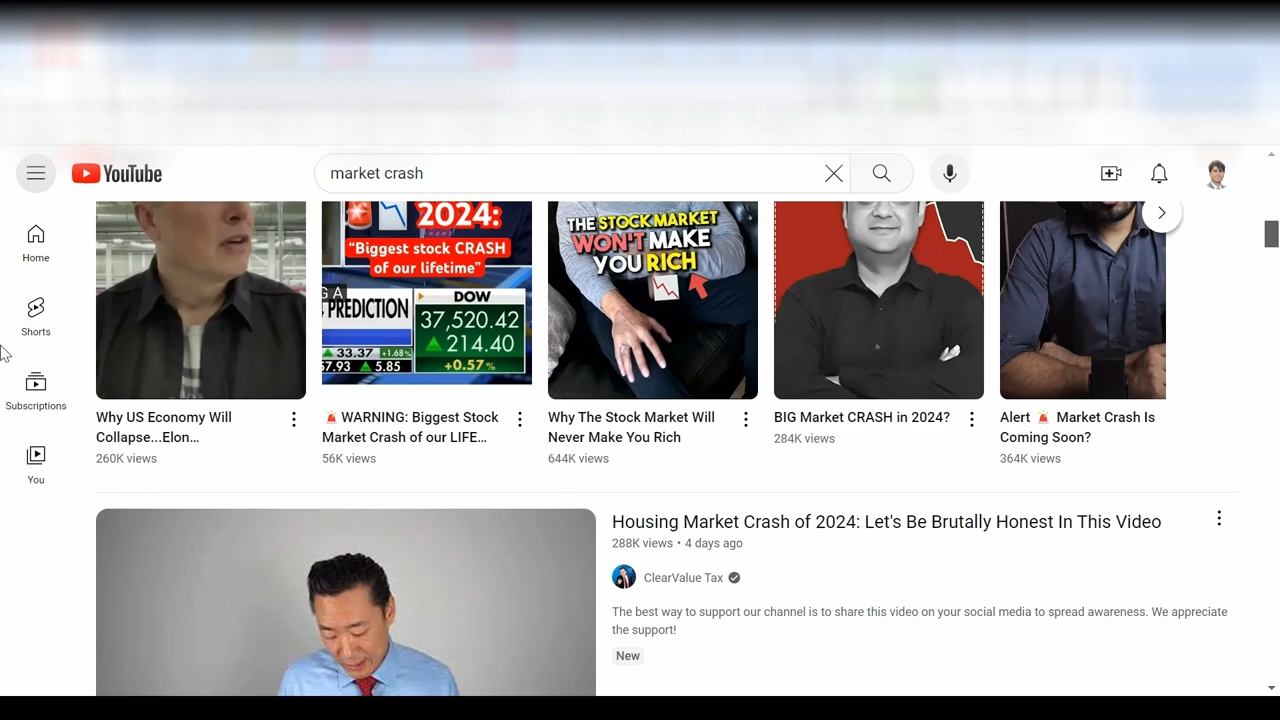 YouTube
market crash
Home
Shorts
Subscriptions
You
2024:
"Biggest stock CRASH
of our lifetime"
PREDICTION
DOW
37,520.42
214.40
+0.57%
33.37 +1.68%
7.93 5.85
THE STOCK MARKET
WON'T MAKE
YOU RICH
Why US Economy Will
Collapse...Elon...
260K views
WARNING: Biggest Stock
Market Crash of our LIFE...
56K views
Why The Stock Market Will
Never Make You Rich
644K views
BIG Market CRASH in 2024?
284K views
Alert Market Crash Is
Coming Soon?
364K views
Housing Market Crash of 2024: Let's Be Brutally Honest In This Video
288K views • 4 days ago
ClearValue Tax
The best way to support our channel is to share this video on your social media to spread awareness. We appreciate
the support!
New